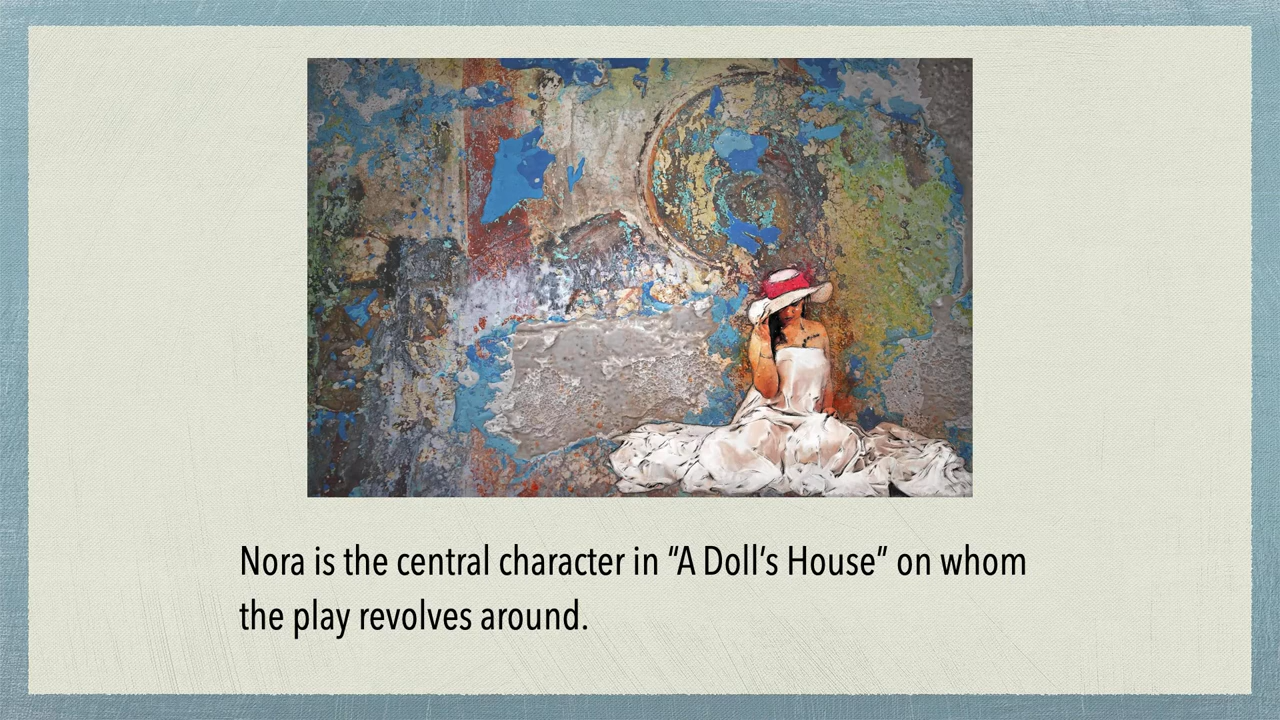 Nora is the central character in “A Doll’s House” on whom
the play revolves around.